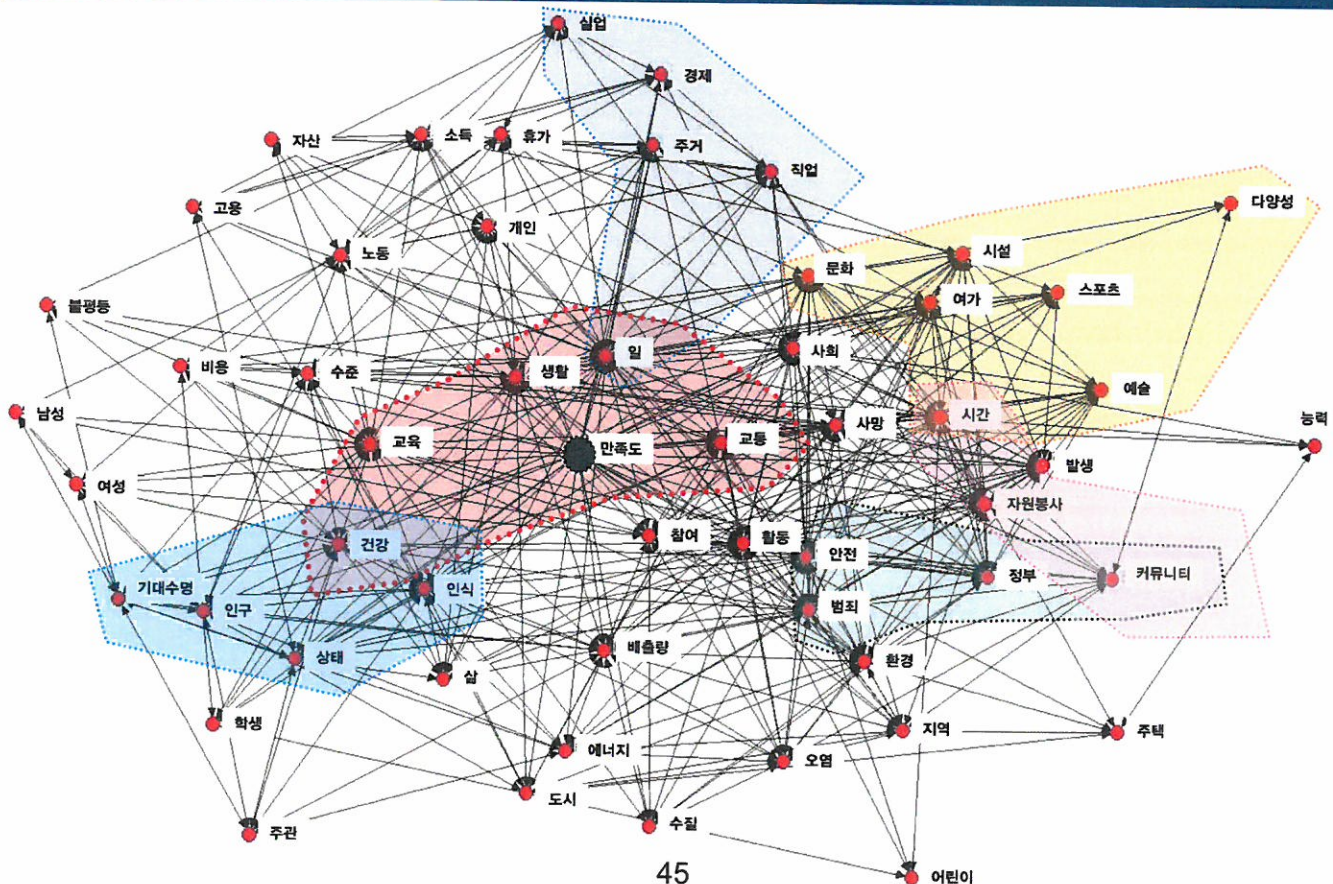 실업
경제
자산
소득
휴가
주거
직업
고용
개인
다양성
노동
시설
문화
여가
스포츠
불평등
일
사회
비용
수준
생활
예술
남성
시간
사망
능력
교육
만족도
교통
발생
여성
자원봉사
건강
참여
활동
안전
정부
커뮤니티
기대수명
인구
인식
범죄
상태
배출량
환경
삶
학생
지역
주택
에너지
오염
도시
수질
주관
어린이
45